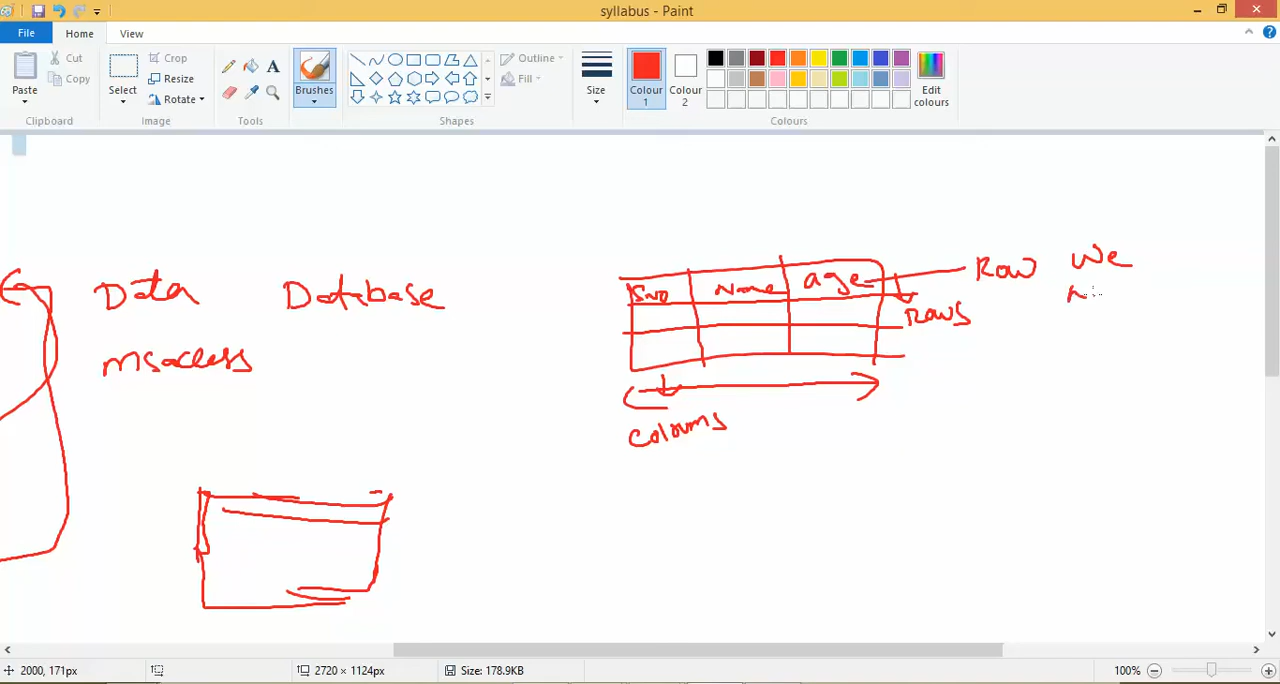 syllabus - Paint
File
Home
View
Paste
Cut
Copy
Clipboard
Select
Crop
Resize
Rotate
Image
Tools
Brushes
Shapes
Outline
Fill
Size
Colour 1
Colour 2
Edit colours
Colours
Data Database
msaccess
Sno Name age
Row We
Rows
Coloums
2000, 171px
2720 × 1124px
Size: 178.9KB
100%